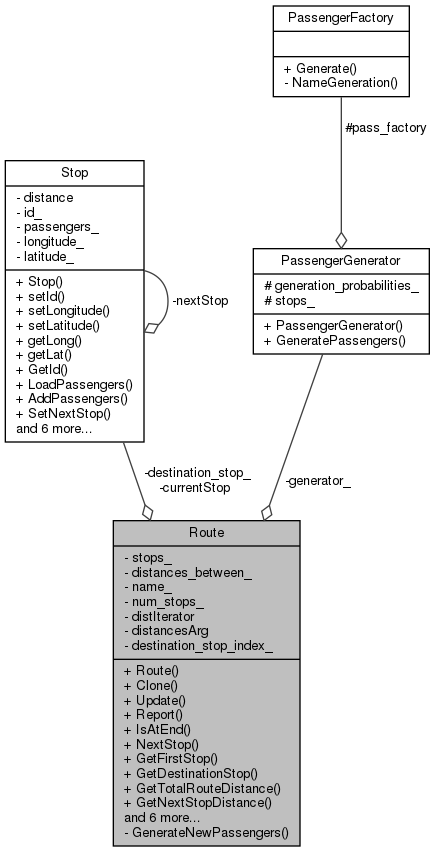 PassengerFactory
+ Generate()
- NameGeneration()
#pass_factory
Stop
- distance
- id_
- passengers_
- longitude_
- latitude_
+ Stop()
+ setId()
+ setLongitude()
+ setLatitude()
+ getLong()
+ getLat()
+ GetId()
+ LoadPassengers()
+ AddPassengers()
+ SetNextStop()
and 6 more...
-nextStop
PassengerGenerator
# generation_probabilities_
# stops_
+ PassengerGenerator()
+ GeneratePassengers()
-destination_stop_
-currentStop
-generator_
Route
- stops_
- distances_between_
- name_
- num_stops_
- distIterator
- distancesArg
- destination_stop_index_
+ Route()
+ Clone()
+ Update()
+ Report()
+ IsAtEnd()
+ NextStop()
+ GetFirstStop()
+ GetDestinationStop()
+ GetTotalRouteDistance()
+ GetNextStopDistance()
and 6 more...
- GenerateNewPassengers()